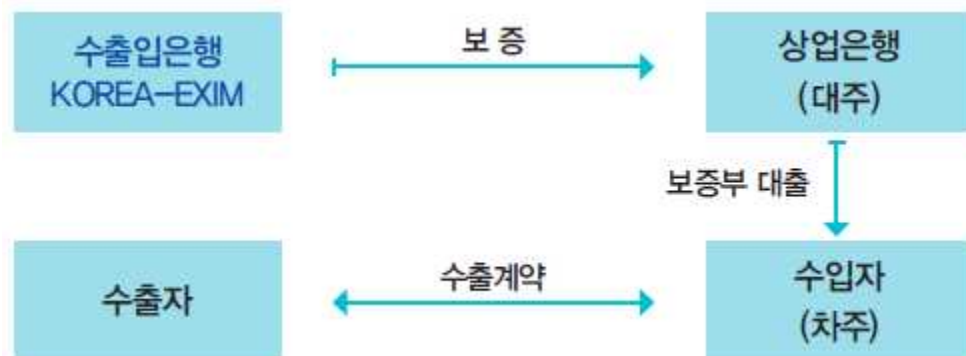 수출입은행
KOREA-EXIM
보 증
상업은행
(대주)
보증부 대출
수출자
수출계약
수입자
(차주)